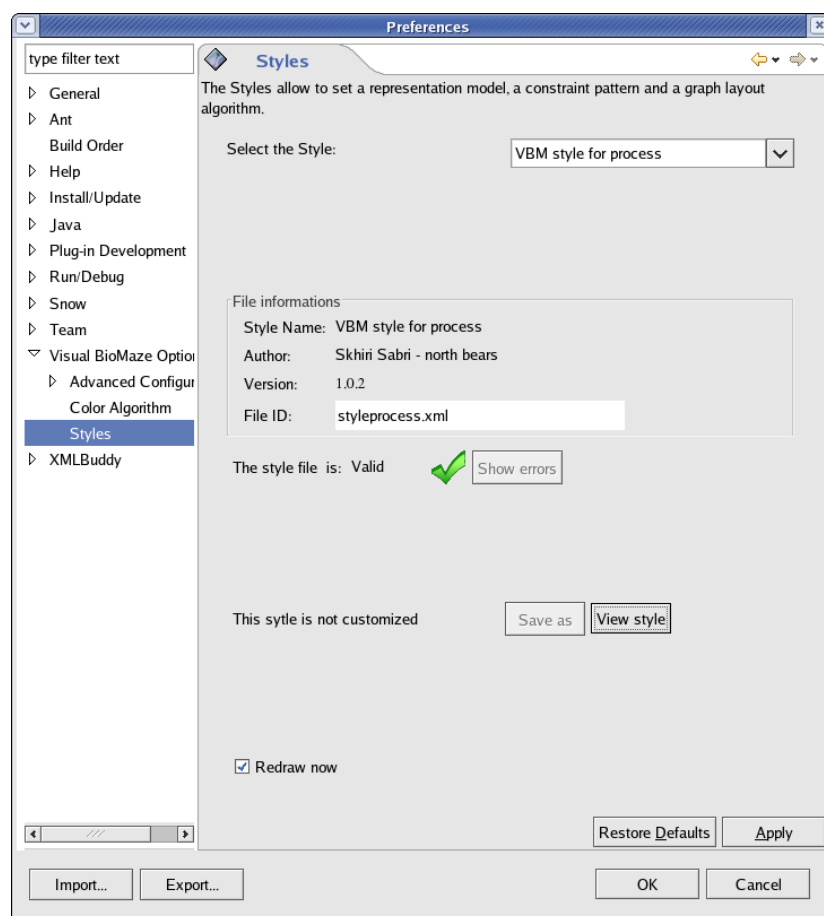 Preferences
type filter text
General
Ant
Build Order
Help
Install/Update
Java
Plug-in Development
Run/Debug
Snow
Team
Visual BioMaze Optio
Advanced Configur
Color Algorithm
Styles
XMLBuddy
Styles
The Styles allow to set a representation model, a constraint pattern and a graph layout
algorithm.
Select the Style: VBM style for process
File informations
Style Name: VBM style for process
Author: Skhiri Sabri - north bears
Version: 1.0.2
File ID: styleprocess.xml
The style file is: Valid Show errors
This sytle is not customized Save as View style
Redraw now
Restore Defaults Apply
Import... Export... OK Cancel